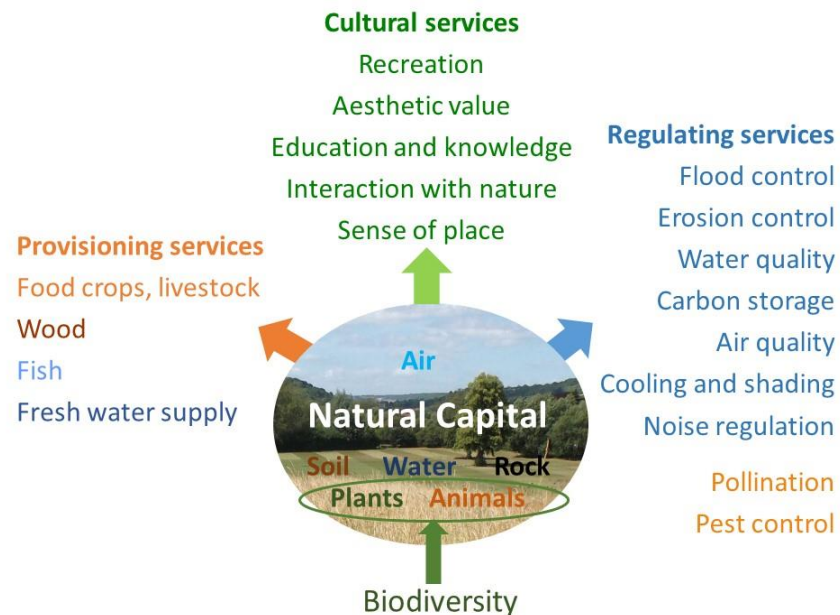 Cultural services
Recreation
Aesthetic value
Education and knowledge
Interaction with nature
Sense of place
Regulating services
Flood control
Erosion control
Water quality
Carbon storage
Air quality
Cooling and shading
Noise regulation
Pollination
Pest control
Provisioning services
Food crops, livestock
Wood
Fish
Fresh water supply
Air
Natural Capital
Soil Water Rock
Plants Animals
Biodiversity